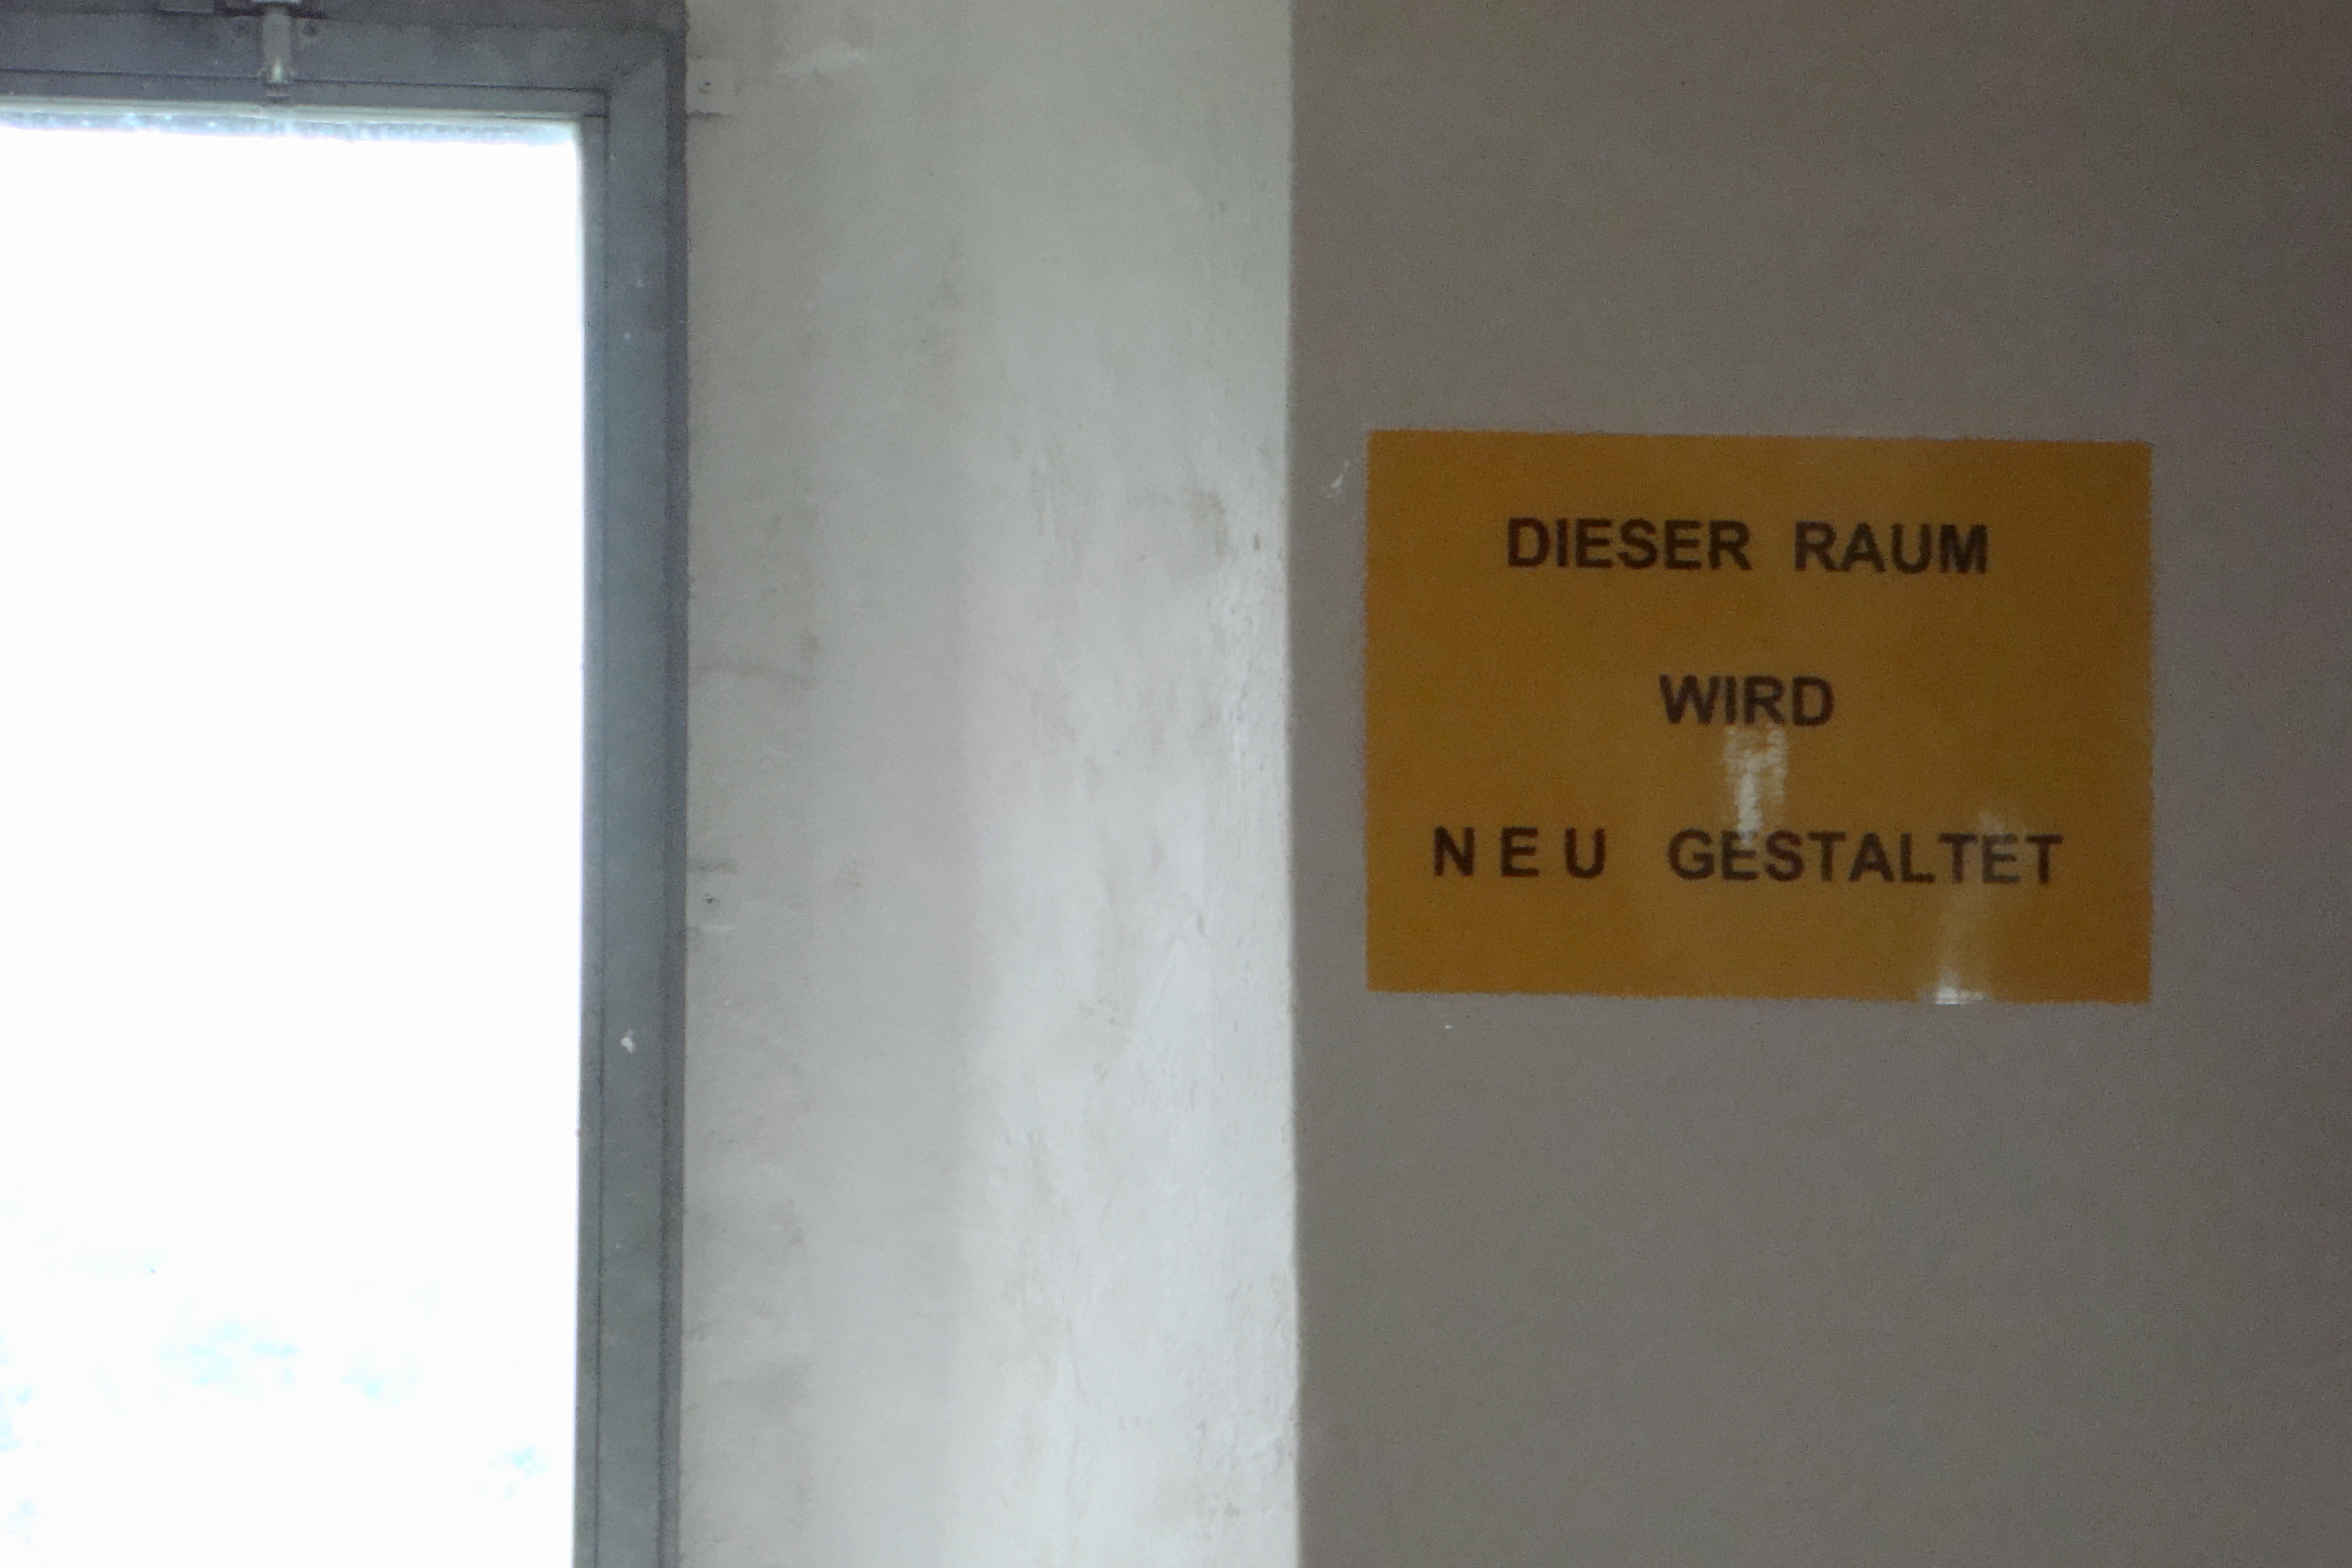 DIESER RAUM
WIRD
N E U GESTALTET